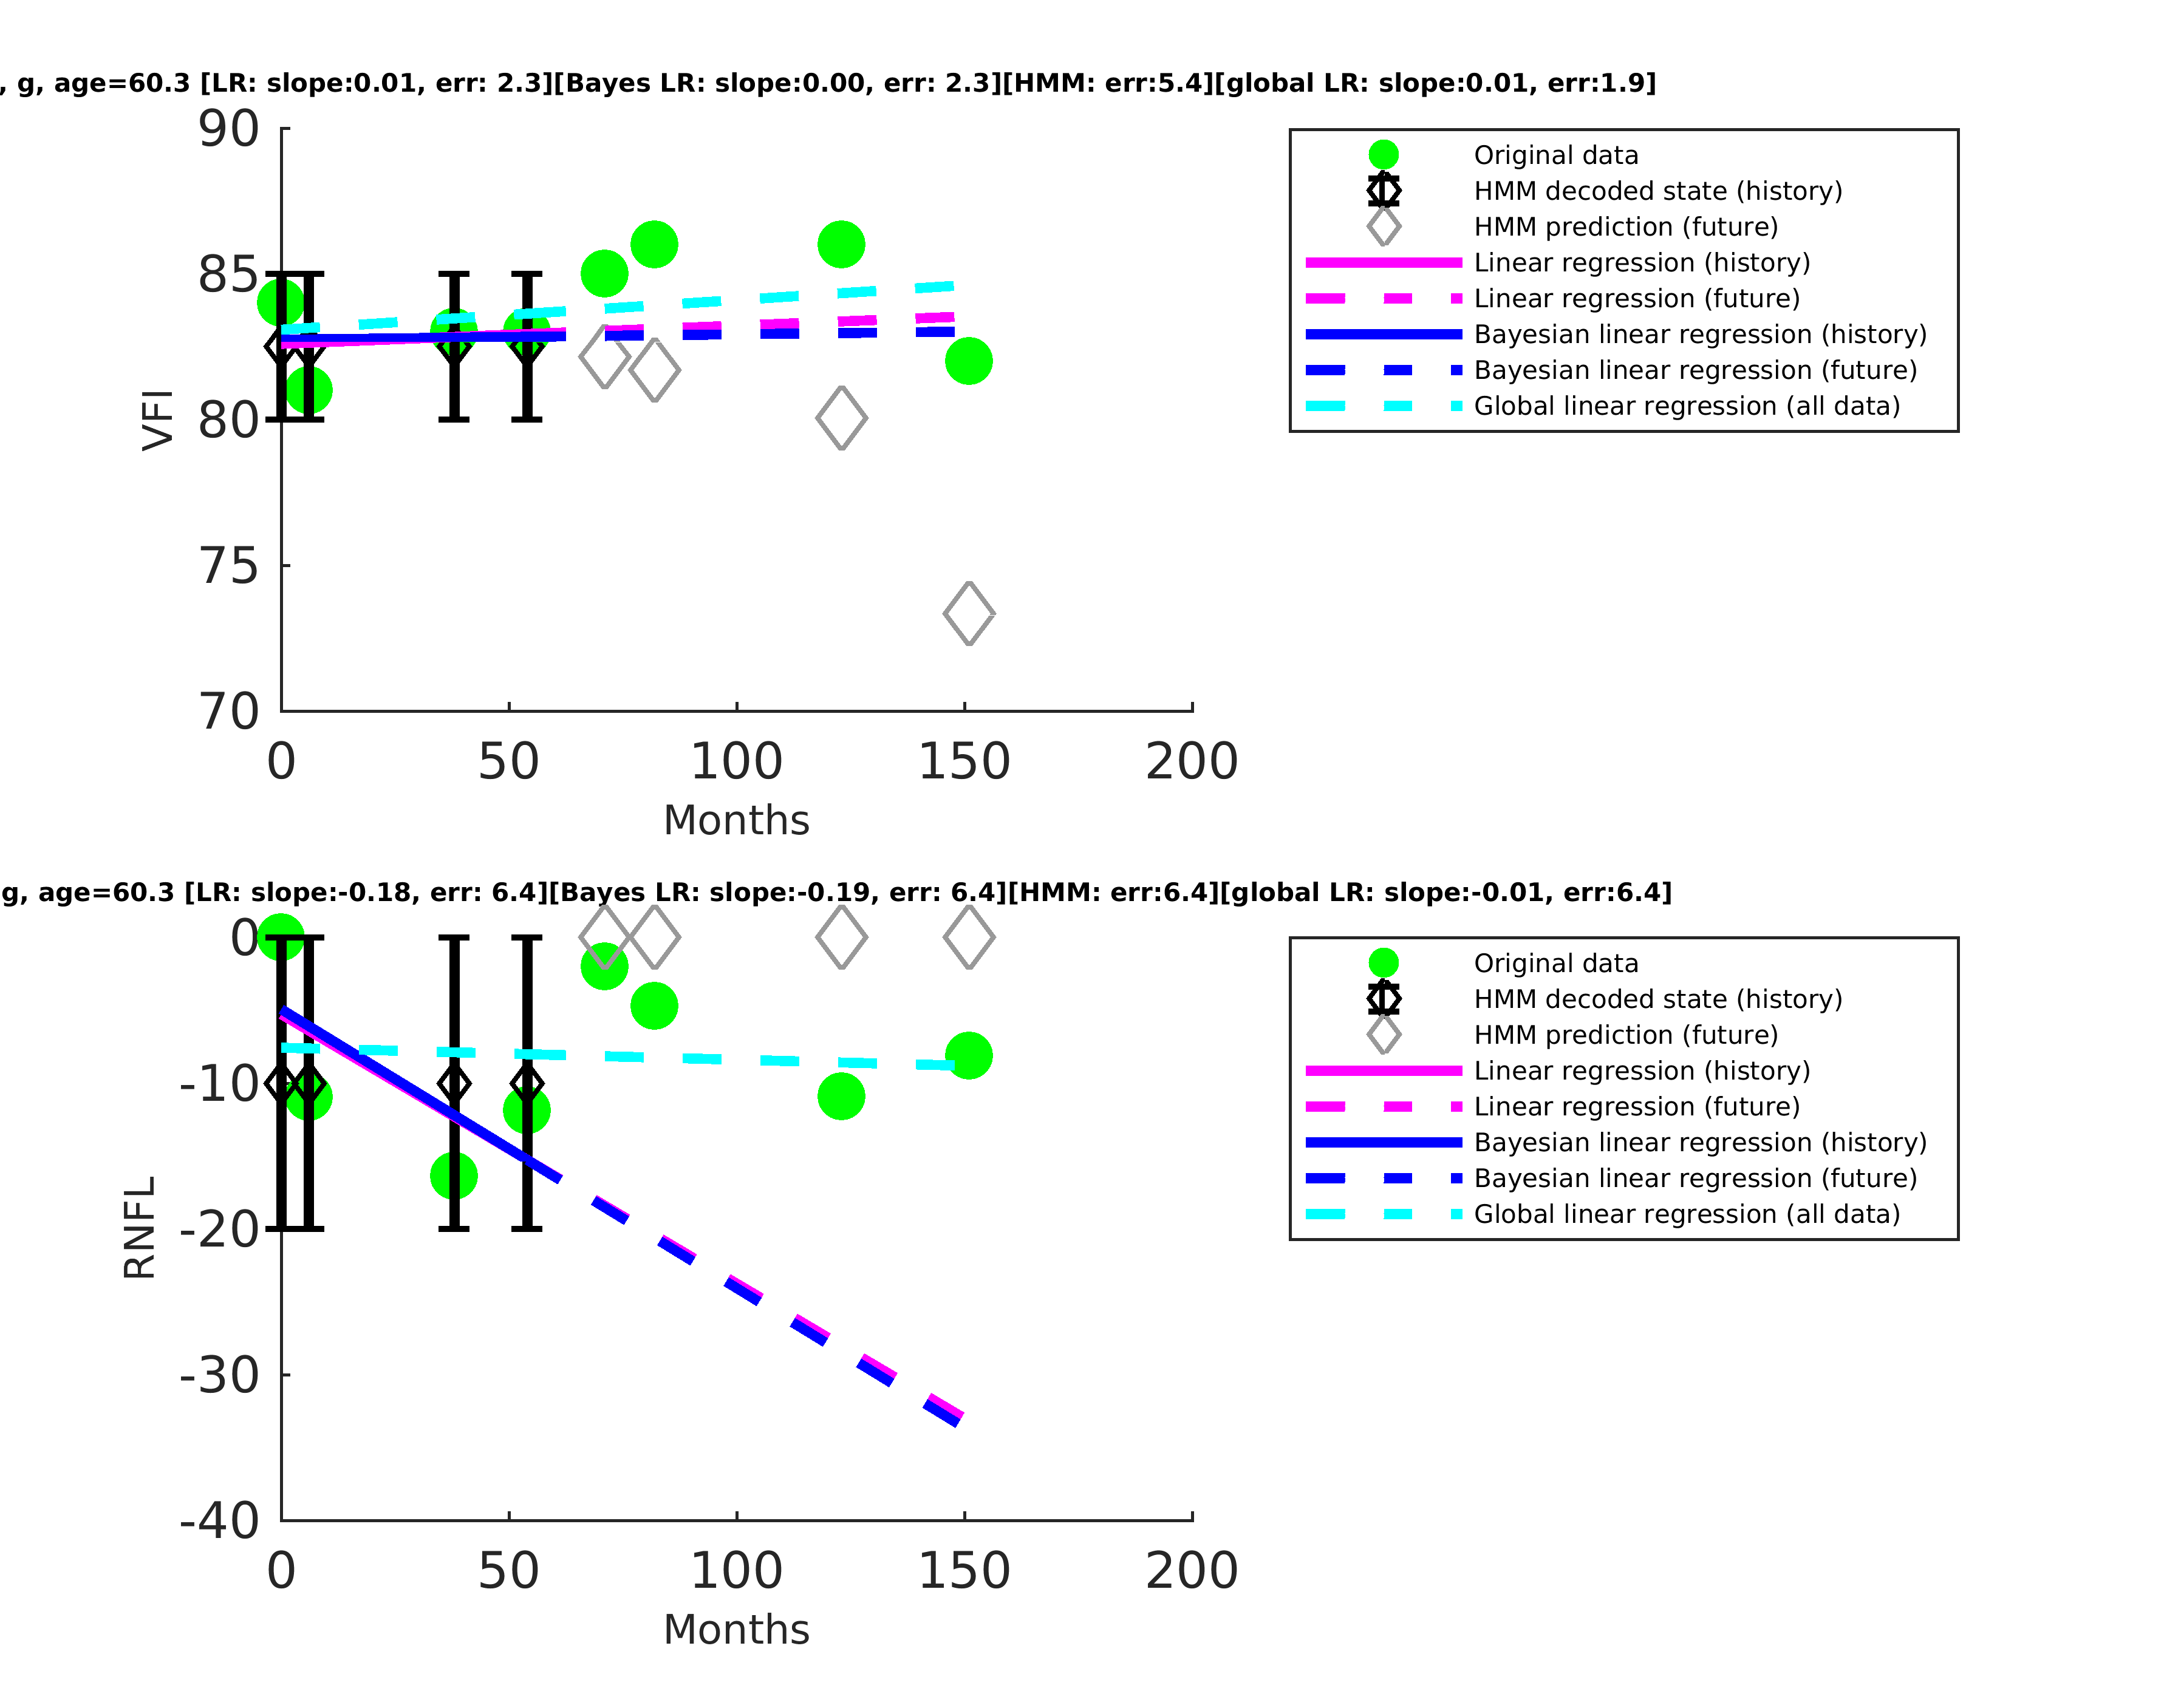 , g, age=60.3 [LR: slope:0.01, err: 2.3][Bayes LR: slope:0.00, err: 2.3][HMM: err:5.4][global LR: slope:0.01, err:1.9]
90
85
80
75
70
VFI
0 50 100 150 200
Months
Original data
HMM decoded state (history)
HMM prediction (future)
Linear regression (history)
Linear regression (future)
Bayesian linear regression (history)
Bayesian linear regression (future)
Global linear regression (all data)
g, age=60.3 [LR: slope:-0.18, err: 6.4][Bayes LR: slope:-0.19, err: 6.4][HMM: err:6.4][global LR: slope:-0.01, err:6.4]
0
-10
-20
-30
-40
RNFL
0 50 100 150 200
Months
Original data
HMM decoded state (history)
HMM prediction (future)
Linear regression (history)
Linear regression (future)
Bayesian linear regression (history)
Bayesian linear regression (future)
Global linear regression (all data)